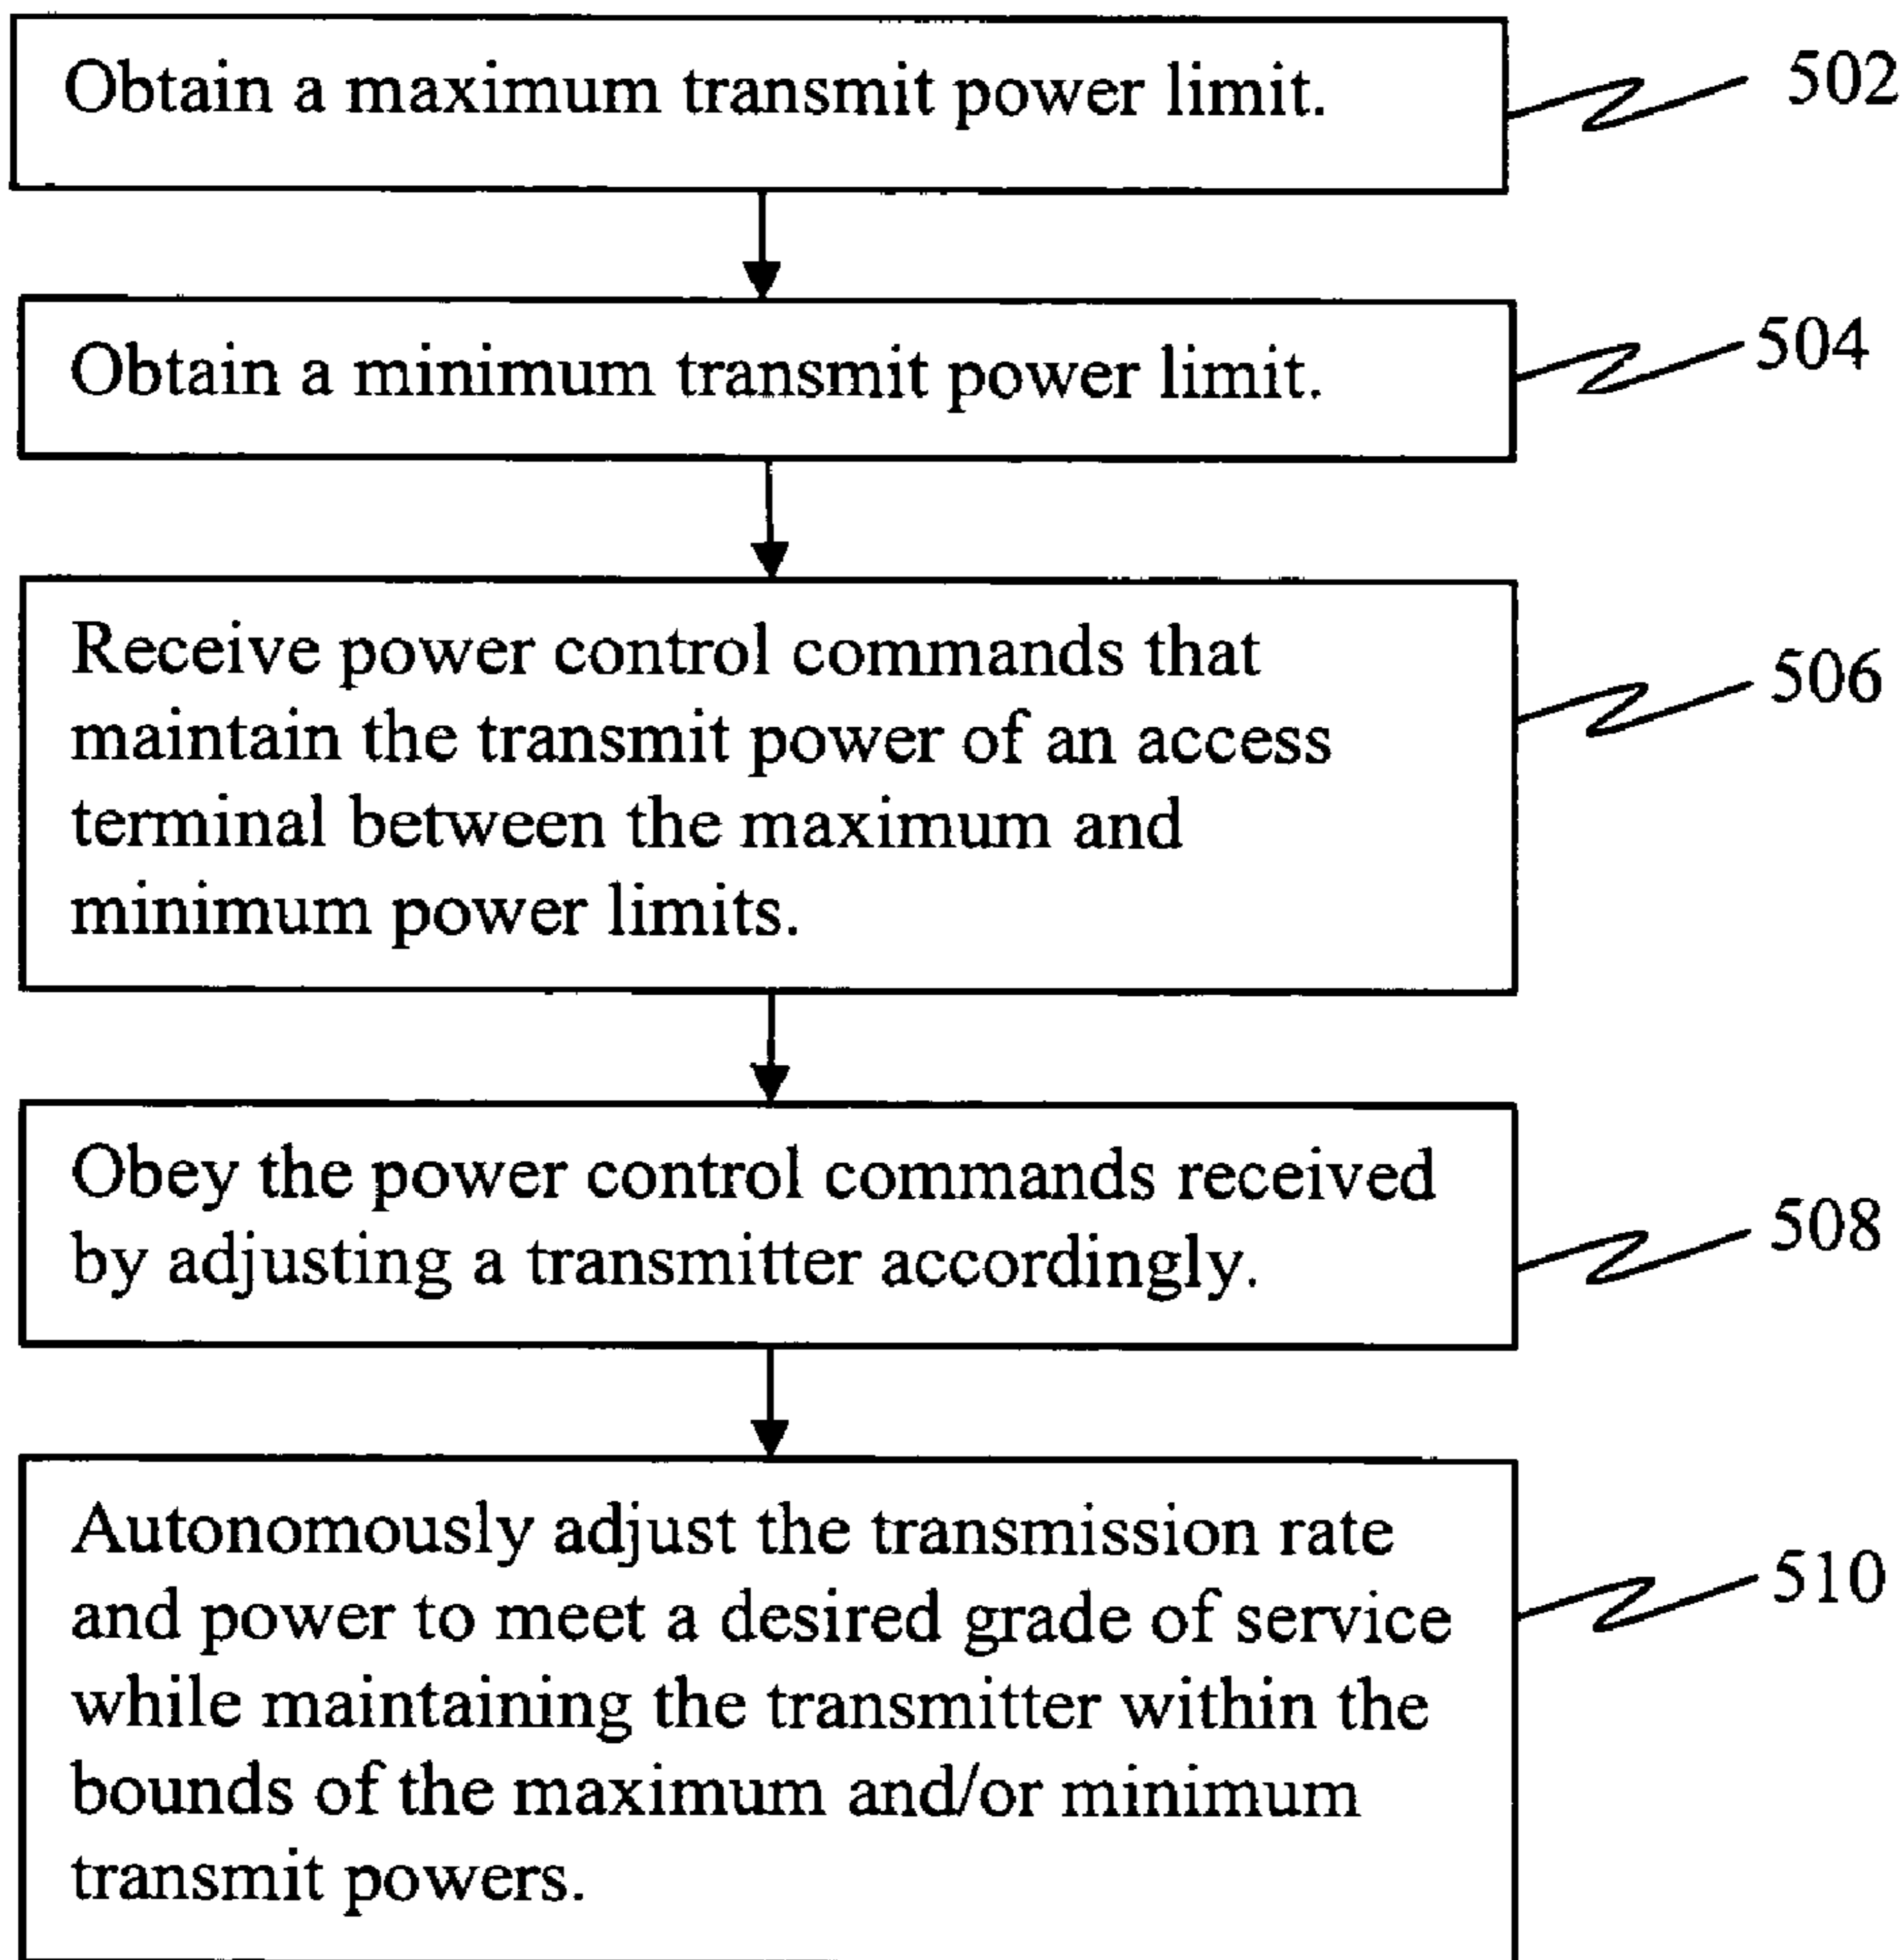 Obtain a maximum transmit power limit.
502
Obtain a minimum transmit power limit.
504
Receive power control commands that
maintain the transmit power of an access
terminal between the maximum and
minimum power limits.
506
Obey the power control commands received
by adjusting a transmitter accordingly.
508
Autonomously adjust the transmission rate
and power to meet a desired grade of service
while maintaining the transmitter within the
bounds of the maximum and/or minimum
transmit powers.
510